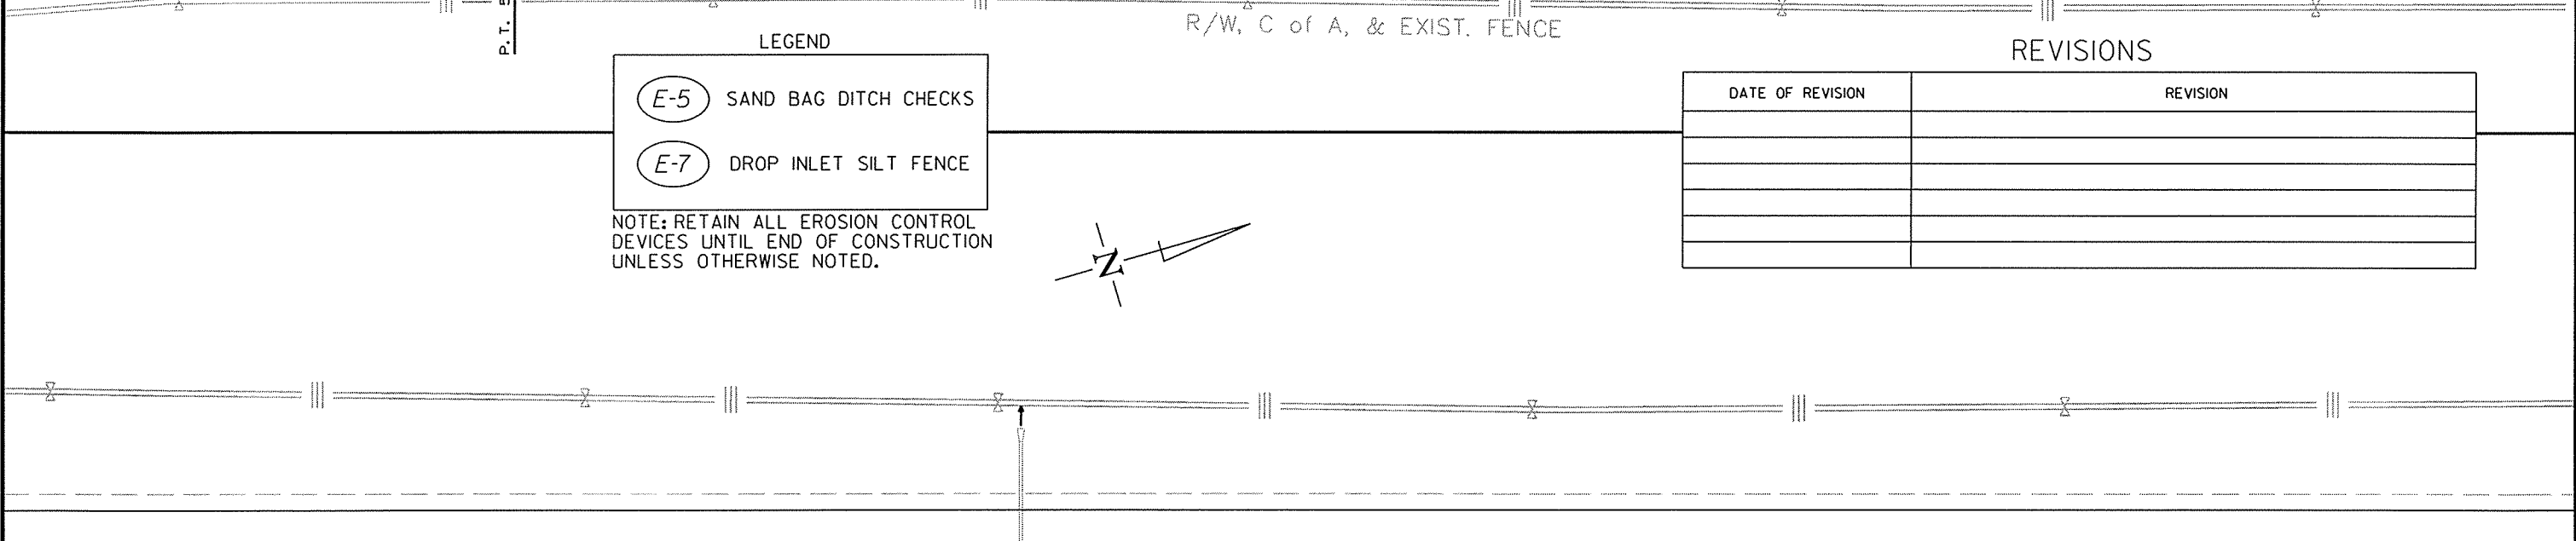 P.T.
R/W, C of A, & EXIST. FENCE
LEGEND
E-5 SAND BAG DITCH CHECKS
E-7 DROP INLET SILT FENCE
NOTE: RETAIN ALL EROSION CONTROL
DEVICES UNTIL END OF CONSTRUCTION
UNLESS OTHERWISE NOTED.
N
REVISIONS
DATE OF REVISION REVISION